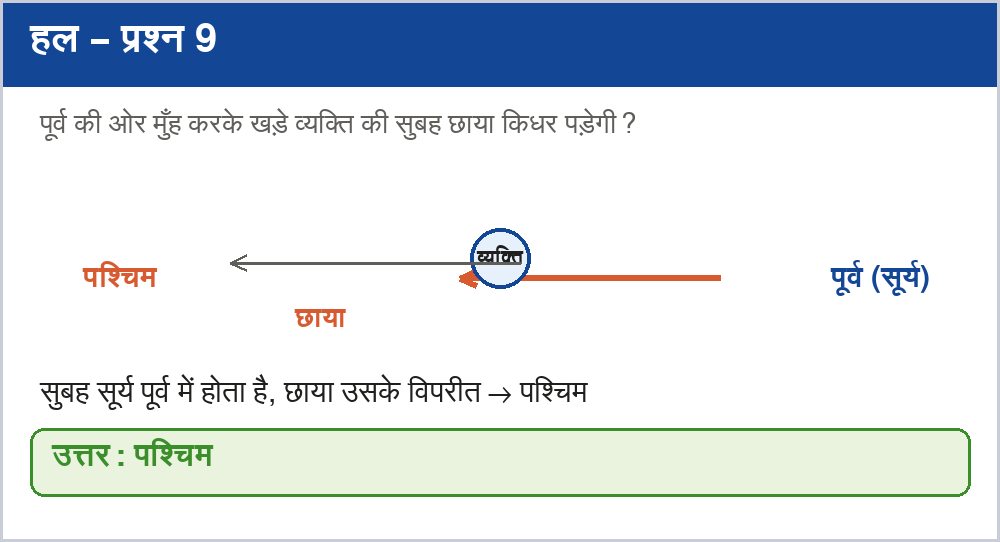 हल – प्रश्न 9
पूर्व की ओर मुँह करके खड़े व्यक्ति की सुबह छाया किधर पड़ेगी ?
व्यक्ति
पश्चिम
पूर्व (सूर्य)
छाया
सुबह सूर्य पूर्व में होता है, छाया उसके विपरीत → पश्चिम
उत्तर : पश्चिम